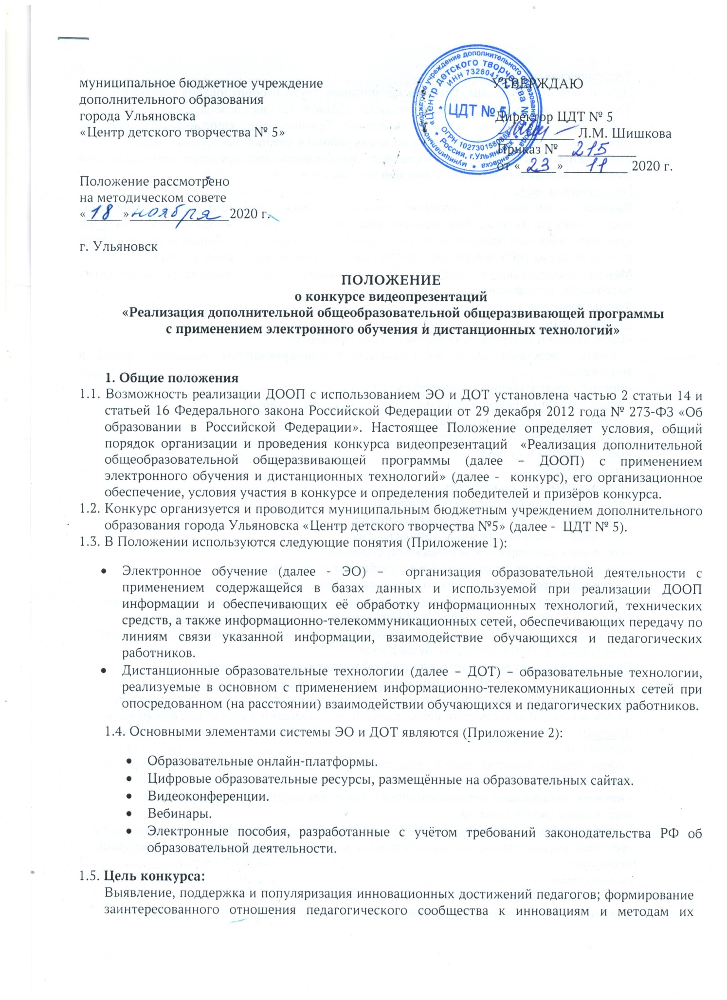 муниципальное бюджетное учреждение
дополнительного образования
города Ульяновска
«Центр детского творчества № 5»
УТВЕРЖДАЮ
Директор ЦДТ № 5
Л.М. Шишкова
Приказ № 215
от « 23 » 11 2020 г.
муниципальное бюджетное учреждение дополнительного образования города Ульяновска
«Центр детского творчества №
ИНН 7328041
ЦДТ № 5
ОГРН 1027301580888
* Россия, г.Ульяновск *
Положение рассмотрено
на методическом совете
« 18 » ноября 2020 г.
г. Ульяновск
ПОЛОЖЕНИЕ
о конкурсе видеопрезентаций
«Реализация дополнительной общеобразовательной общеразвивающей программы
с применением электронного обучения и дистанционных технологий»
1. Общие положения
1.1. Возможность реализации ДООП с использованием ЭО и ДОТ установлена частью 2 статьи 14 и
статьей 16 Федерального закона Российской Федерации от 29 декабря 2012 года № 273-ФЗ «Об
образовании в Российской Федерации». Настоящее Положение определяет условия, общий
порядок организации и проведения конкурса видеопрезентаций «Реализация дополнительной
общеобразовательной общеразвивающей программы (далее – ДООП) с применением
электронного обучения и дистанционных технологий» (далее - конкурс), его организационное
обеспечение, условия участия в конкурсе и определения победителей и призёров конкурса.
1.2. Конкурс организуется и проводится муниципальным бюджетным учреждением дополнительного
образования города Ульяновска «Центр детского творчества №5» (далее - ЦДТ № 5).
1.3. В Положении используются следующие понятия (Приложение 1):
• Электронное обучение (далее - ЭО) – организация образовательной деятельности с
применением содержащейся в базах данных и используемой при реализации ДООП
информации и обеспечивающих её обработку информационных технологий, технических
средств, а также информационно-телекоммуникационных сетей, обеспечивающих передачу по
линиям связи указанной информации, взаимодействие обучающихся и педагогических
работников.
• Дистанционные образовательные технологии (далее – ДОТ) – образовательные технологии,
реализуемые в основном с применением информационно-телекоммуникационных сетей при
опосредованном (на расстоянии) взаимодействии обучающихся и педагогических работников.
1.4. Основными элементами системы ЭО и ДОТ являются (Приложение 2):
• Образовательные онлайн-платформы.
• Цифровые образовательные ресурсы, размещённые на образовательных сайтах.
• Видеоконференции.
• Вебинары.
• Электронные пособия, разработанные с учётом требований законодательства РФ об
образовательной деятельности.
1.5. Цель конкурса:
Выявление, поддержка и популяризация инновационных достижений педагогов; формирование
заинтересованного отношения педагогического сообщества к инновациям и методам их